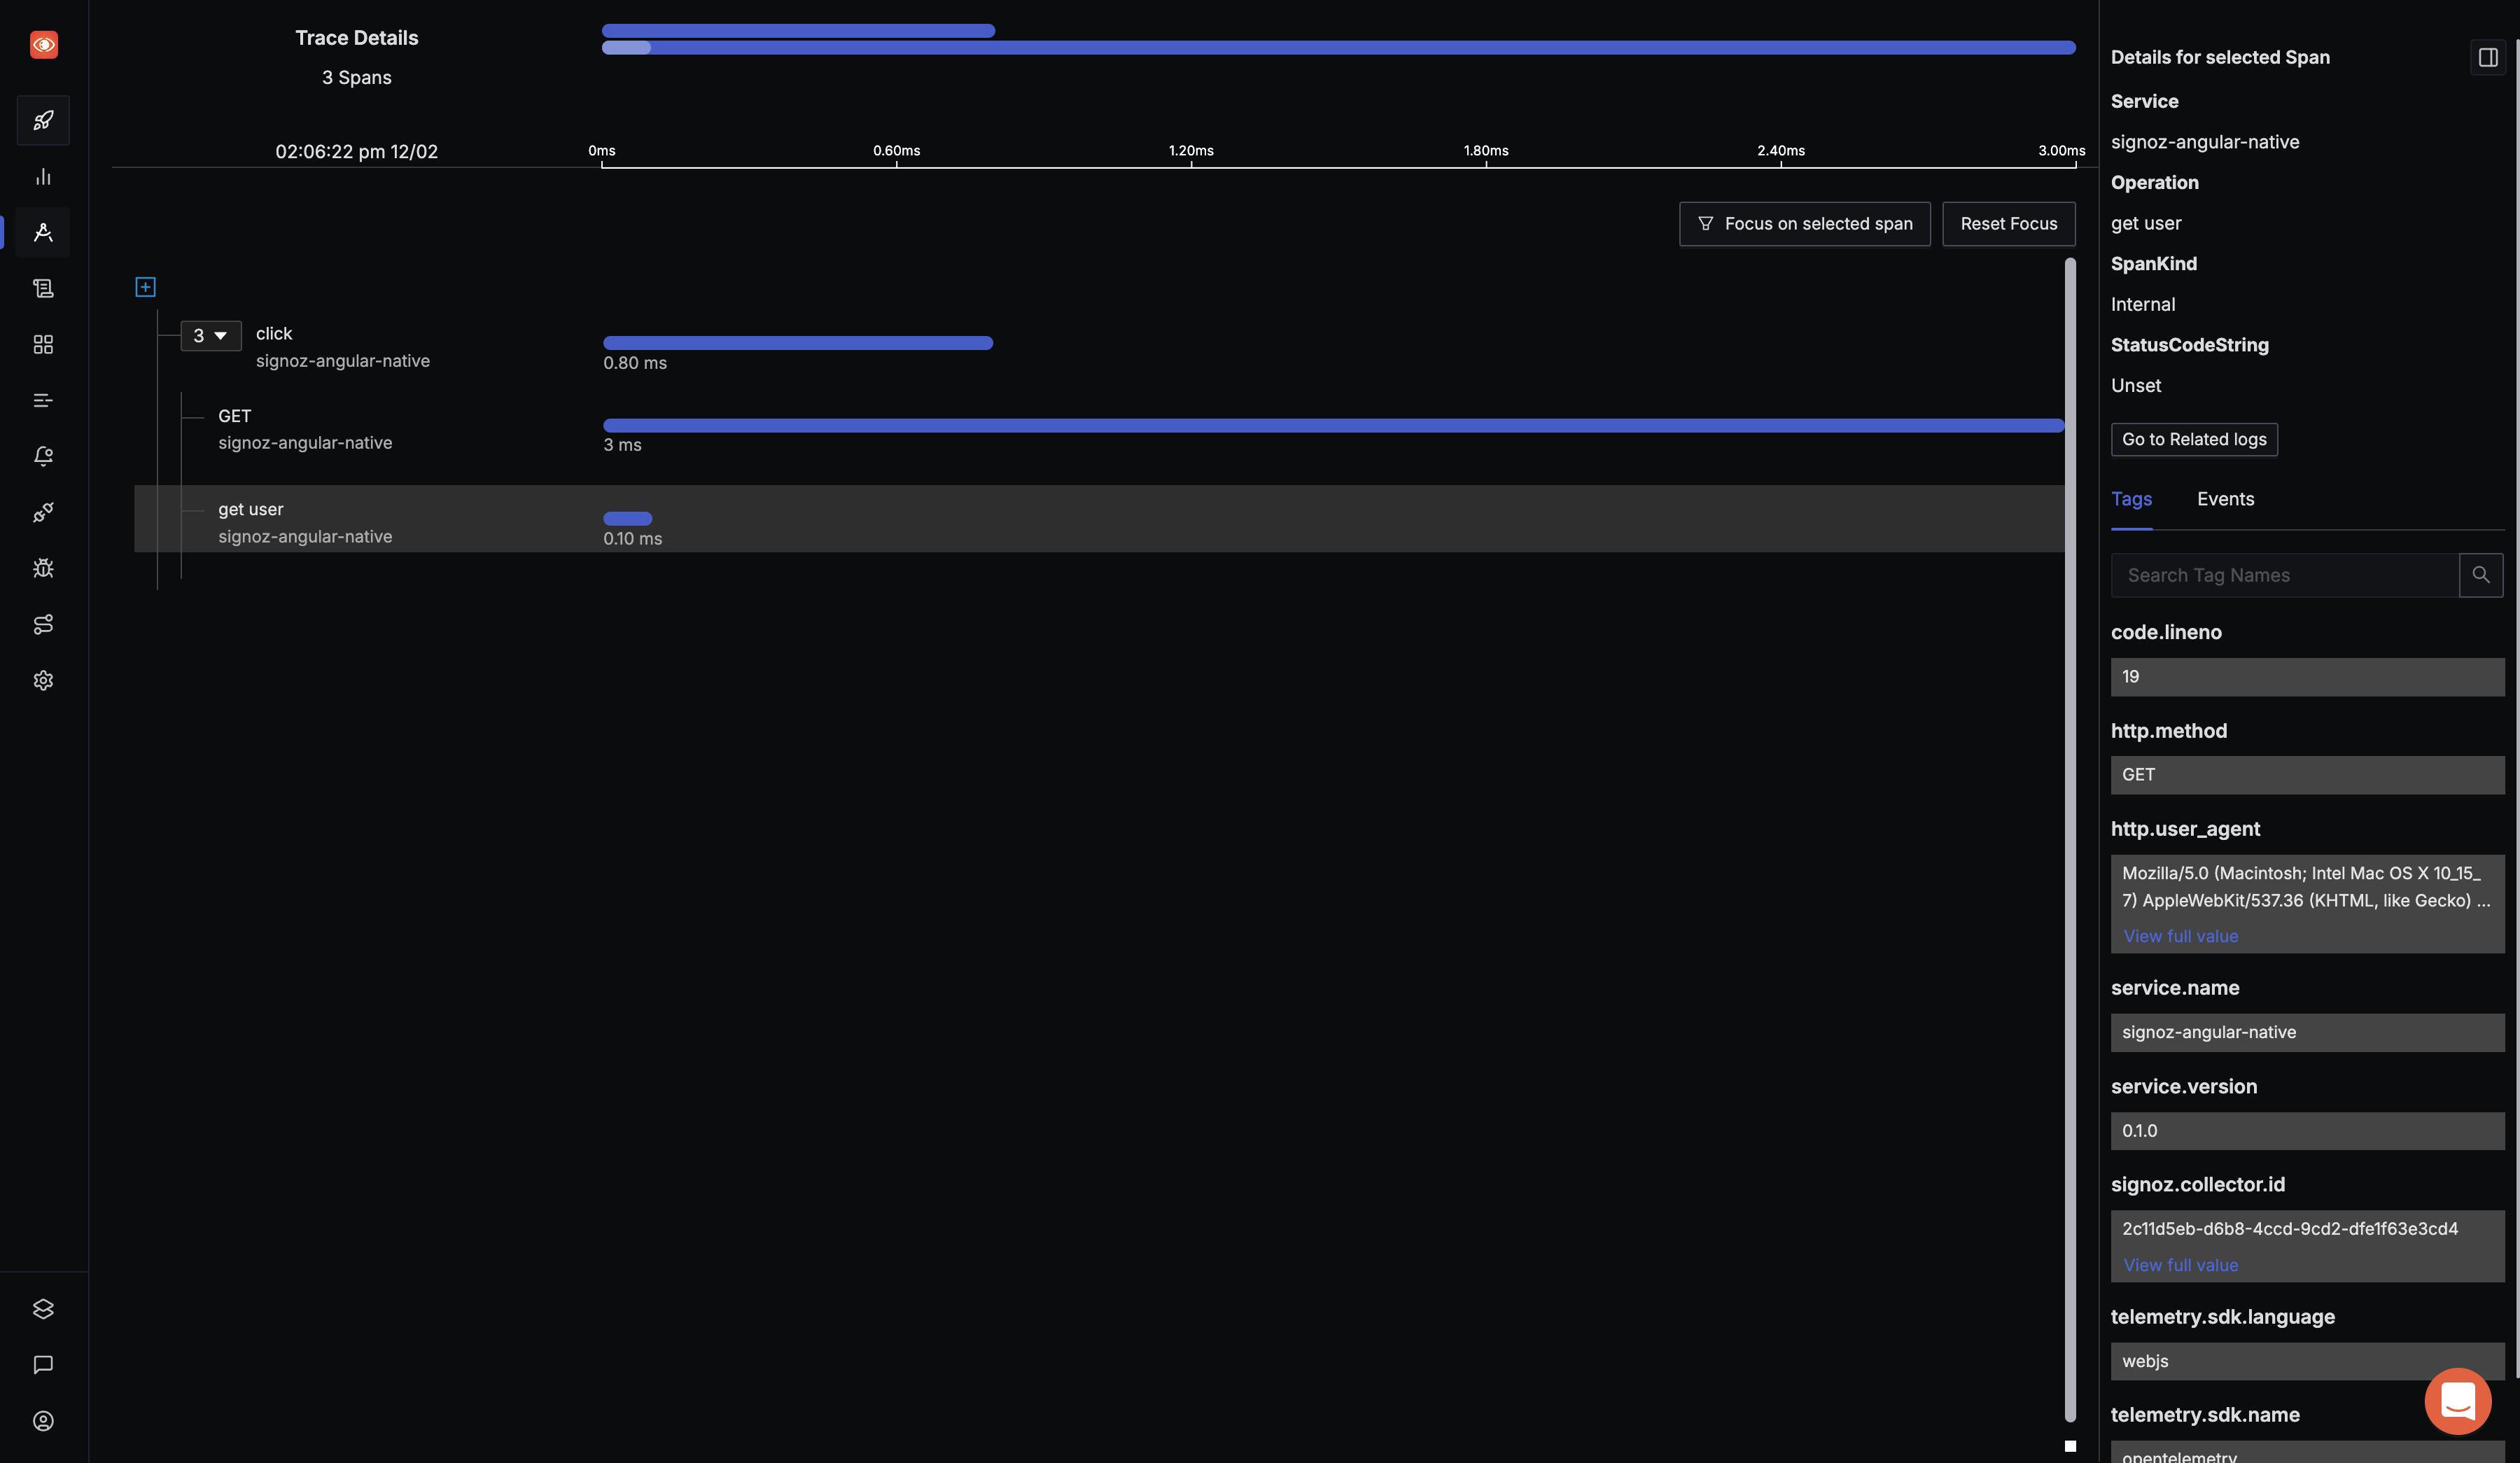 Trace Details
3 Spans
02:06:22 pm 12/02
0ms 0.60ms 1.20ms 1.80ms 2.40ms 3.00ms
Focus on selected span
Reset Focus
3 click
signoz-angular-native
0.80 ms
GET
signoz-angular-native
3 ms
get user
signoz-angular-native
0.10 ms
Details for selected Span
Service
signoz-angular-native
Operation
get user
SpanKind
Internal
StatusCodeString
Unset
Go to Related logs
Tags Events
Search Tag Names
code.lineno
19
http.method
GET
http.user_agent
Mozilla/5.0 (Macintosh; Intel Mac OS X 10_15_
7) AppleWebKit/537.36 (KHTML, like Gecko) ...
View full value
service.name
signoz-angular-native
service.version
0.1.0
signoz.collector.id
2c11d5eb-d6b8-4ccd-9cd2-dfe1f63e3cd4
View full value
telemetry.sdk.language
webjs
telemetry.sdk.name
opentelemetry